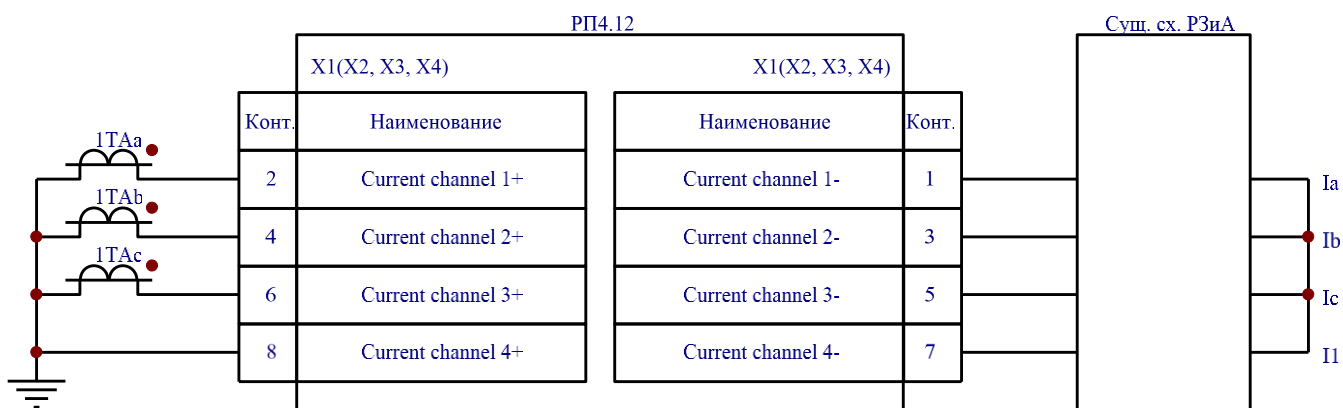 РП4.12
Сущ. сх. РЗиА
X1(X2, X3, X4)
X1(X2, X3, X4)
Конт. Наименование Наименование Конт.
1TAa
2 Current channel 1+ Current channel 1- 1 Ia
1TAb
4 Current channel 2+ Current channel 2- 3 Ib
1TAc
6 Current channel 3+ Current channel 3- 5 Ic
8 Current channel 4+ Current channel 4- 7 I1